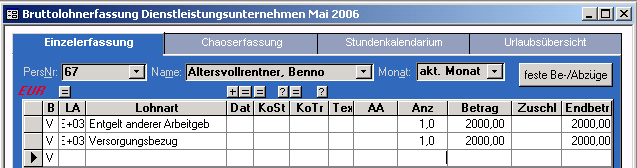 Bruttolohnerfassung Dienstleistungsunternehmen Mai 2006
Einzelerfassung Chaoserfassung Stundenkalendarium Urlaubsübersicht
PersNr: 67 Name: Altersvollrentner, Benno Monat: akt. Monat feste Be-/Abzüge
EUR = + = = ? = ?
B LA Lohnart Dat KoSt KoTr Tex AA Anz Betrag Zuschl Endbetr
V E+03 Entgelt anderer Arbeitgeb 1,0 2000,00 2000,00
V E+03 Versorgungsbezug 1,0 2000,00 2000,00
V